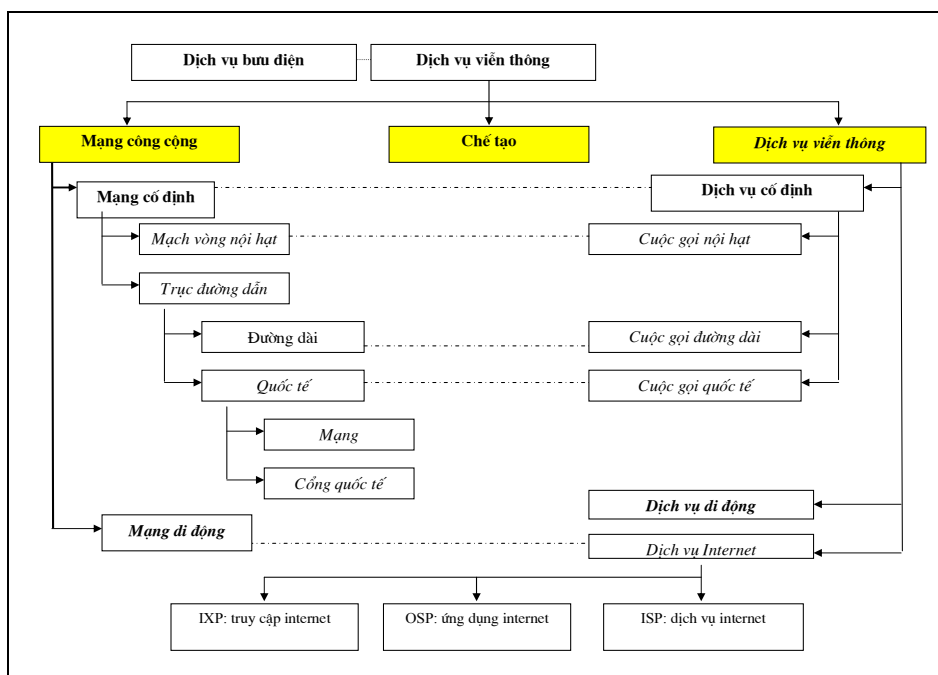 Dịch vụ bưu điện
Dịch vụ viễn thông
Mạng công cộng
Chế tạo
Dịch vụ viễn thông
Mạng cố định
Dịch vụ cố định
Mạch vòng nội hạt
Cuộc gọi nội hạt
Trục đường dẫn
Đường dài
Cuộc gọi đường dài
Quốc tế
Cuộc gọi quốc tế
Mạng
Cổng quốc tế
Dịch vụ di động
Mạng di động
Dịch vụ Internet
IXP: truy cập internet
OSP: ứng dụng internet
ISP: dịch vụ internet